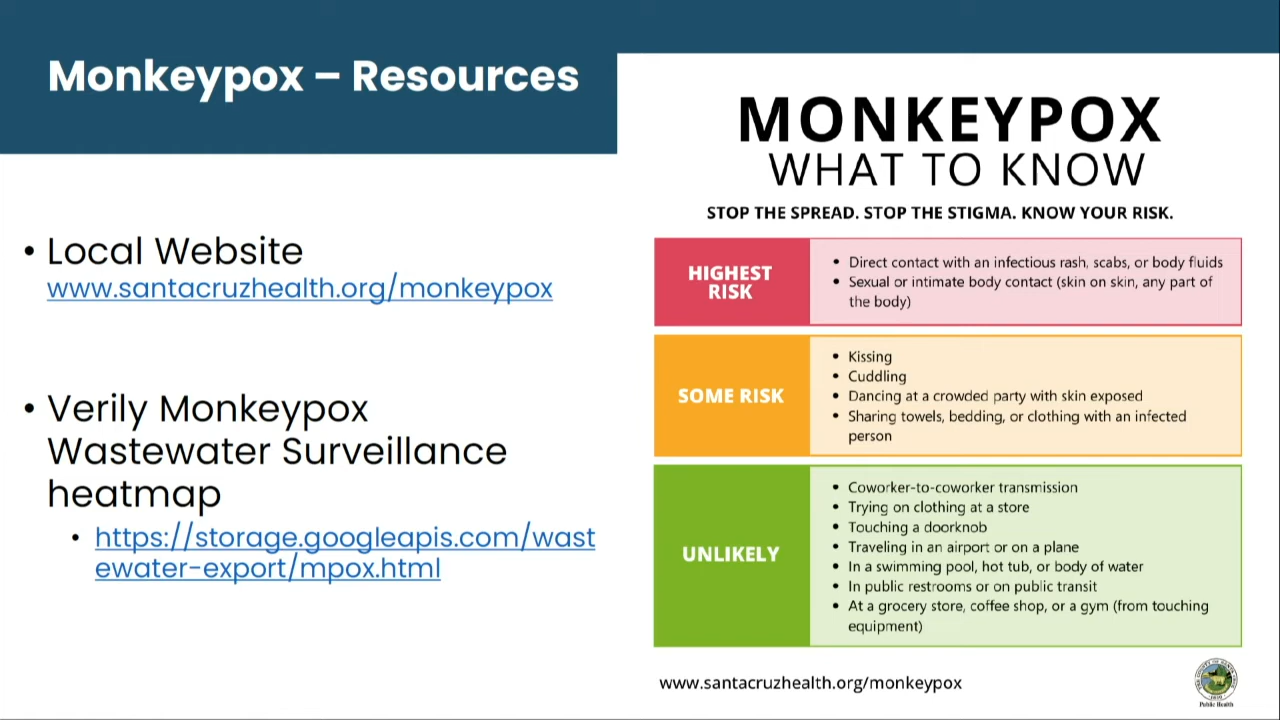 Monkeypox – Resources
• Local Website
www.santacruzhealth.org/monkeypox
• Verily Monkeypox
Wastewater Surveillance
heatmap
• https://storage.googleapis.com/wast
ewater-export/mpox.html
MONKEYPOX
WHAT TO KNOW
STOP THE SPREAD. STOP THE STIGMA. KNOW YOUR RISK.
HIGHEST
RISK
• Direct contact with an infectious rash, scabs, or body fluids
• Sexual or intimate body contact (skin on skin, any part of
the body)
SOME RISK
• Kissing
• Cuddling
• Dancing at a crowded party with skin exposed
• Sharing towels, bedding, or clothing with an infected
person
UNLIKELY
• Coworker-to-coworker transmission
• Trying on clothing at a store
• Touching a doorknob
• Traveling in an airport or on a plane
• In a swimming pool, hot tub, or body of water
• In public restrooms or on public transit
• At a grocery store, coffee shop, or a gym (from touching
equipment)
www.santacruzhealth.org/monkeypox
Public Health